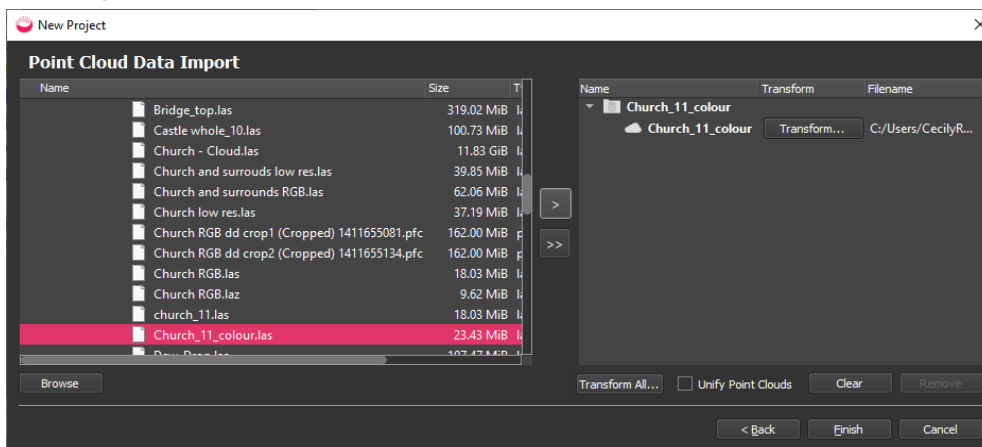 New Project
Point Cloud Data Import
Name Size
Bridge_top.las 319.02 MiB
Castle whole_10.las 100.73 MiB
Church - Cloud.las 11.83 GiB
Church and surrouds low res.las 39.85 MiB
Church and surrounds RGB.las 62.06 MiB
Church low res.las 37.19 MiB
Church RGB dd crop1 (Cropped) 1411655081.pfc 162.00 MiB
Church RGB dd crop2 (Cropped) 1411655134.pfc 162.00 MiB
Church RGB.las 18.03 MiB
Church RGB.laz 9.62 MiB
church_11.las 18.03 MiB
Church_11_colour.las 23.43 MiB
Browse
>
>>
Name Transform Filename
Church_11_colour
Church_11_colour Transform... C:/Users/CecilyR...
Transform All... Unify Point Clouds Clear Remove
< Back Finish Cancel